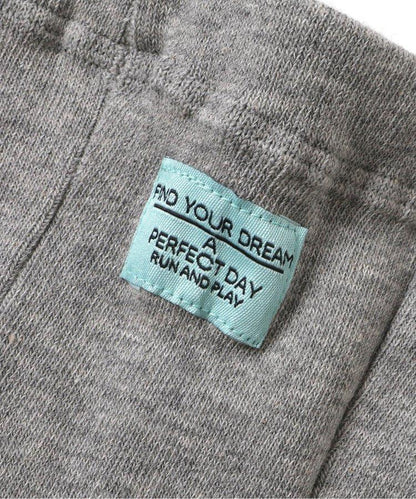 FIND YOUR DREAM
A
PERFECT DAY
RUN AND PLAY